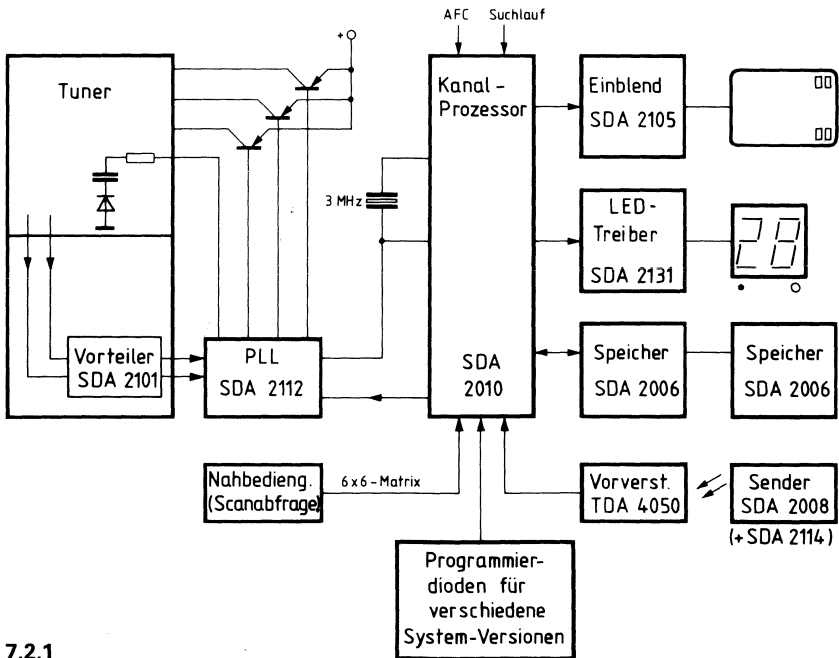 AFC Suchlauf
+
Tuner
Kanal-
Prozessor
Einblend
SDA 2105
3 MHz
LED-
Treiber
SDA 2131
28
Vorteiler
SDA 2101
PLL
SDA 2112
SDA
2010
Speicher
SDA 2006
Speicher
SDA 2006
Nahbedieng.
(Scanabfrage)
6x6-Matrix
Vorverst.
TDA 4050
Sender
SDA 2008
(+SDA 2114)
Programmier-
dioden für
verschiedene
System-Versionen
7.2.1